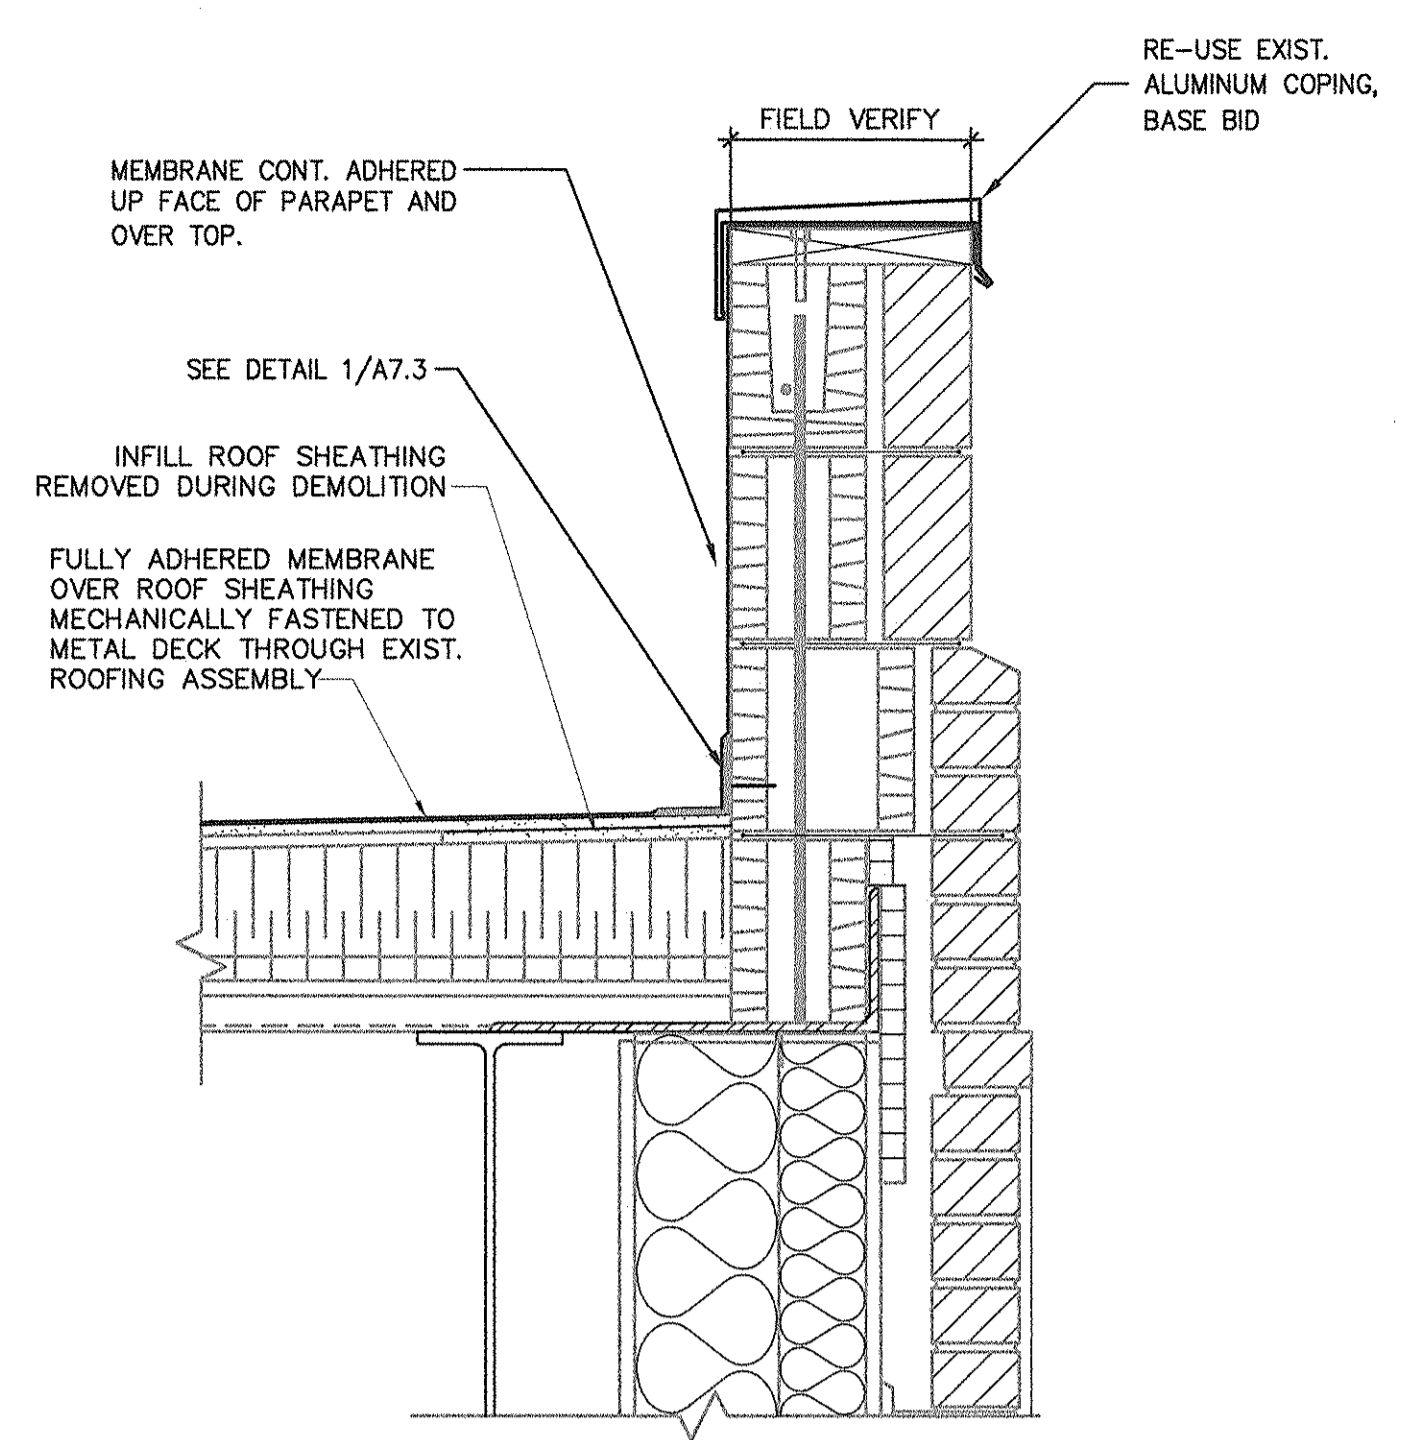 RE-USE EXIST.
ALUMINUM COPING,
BASE BID
FIELD VERIFY
MEMBRANE CONT. ADHERED
UP FACE OF PARAPET AND
OVER TOP.
SEE DETAIL 1/A7.3
INFILL ROOF SHEATHING
REMOVED DURING DEMOLITION
FULLY ADHERED MEMBRANE
OVER ROOF SHEATHING
MECHANICALLY FASTENED TO
METAL DECK THROUGH EXIST.
ROOFING ASSEMBLY